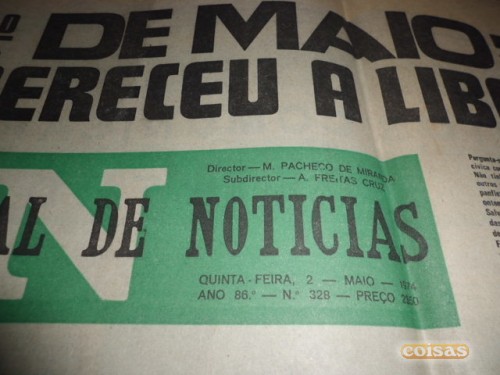 º DE MAIO
ERECEU A LIB
N
Director — M. PACHECO DE MIRANDA
Subdirector — A. FREITAS CRUZ
AL DE NOTICIAS
QUINTA-FEIRA, 2 — MAIO — 1974
ANO 86.º — N.º 328 — PREÇO
coisas